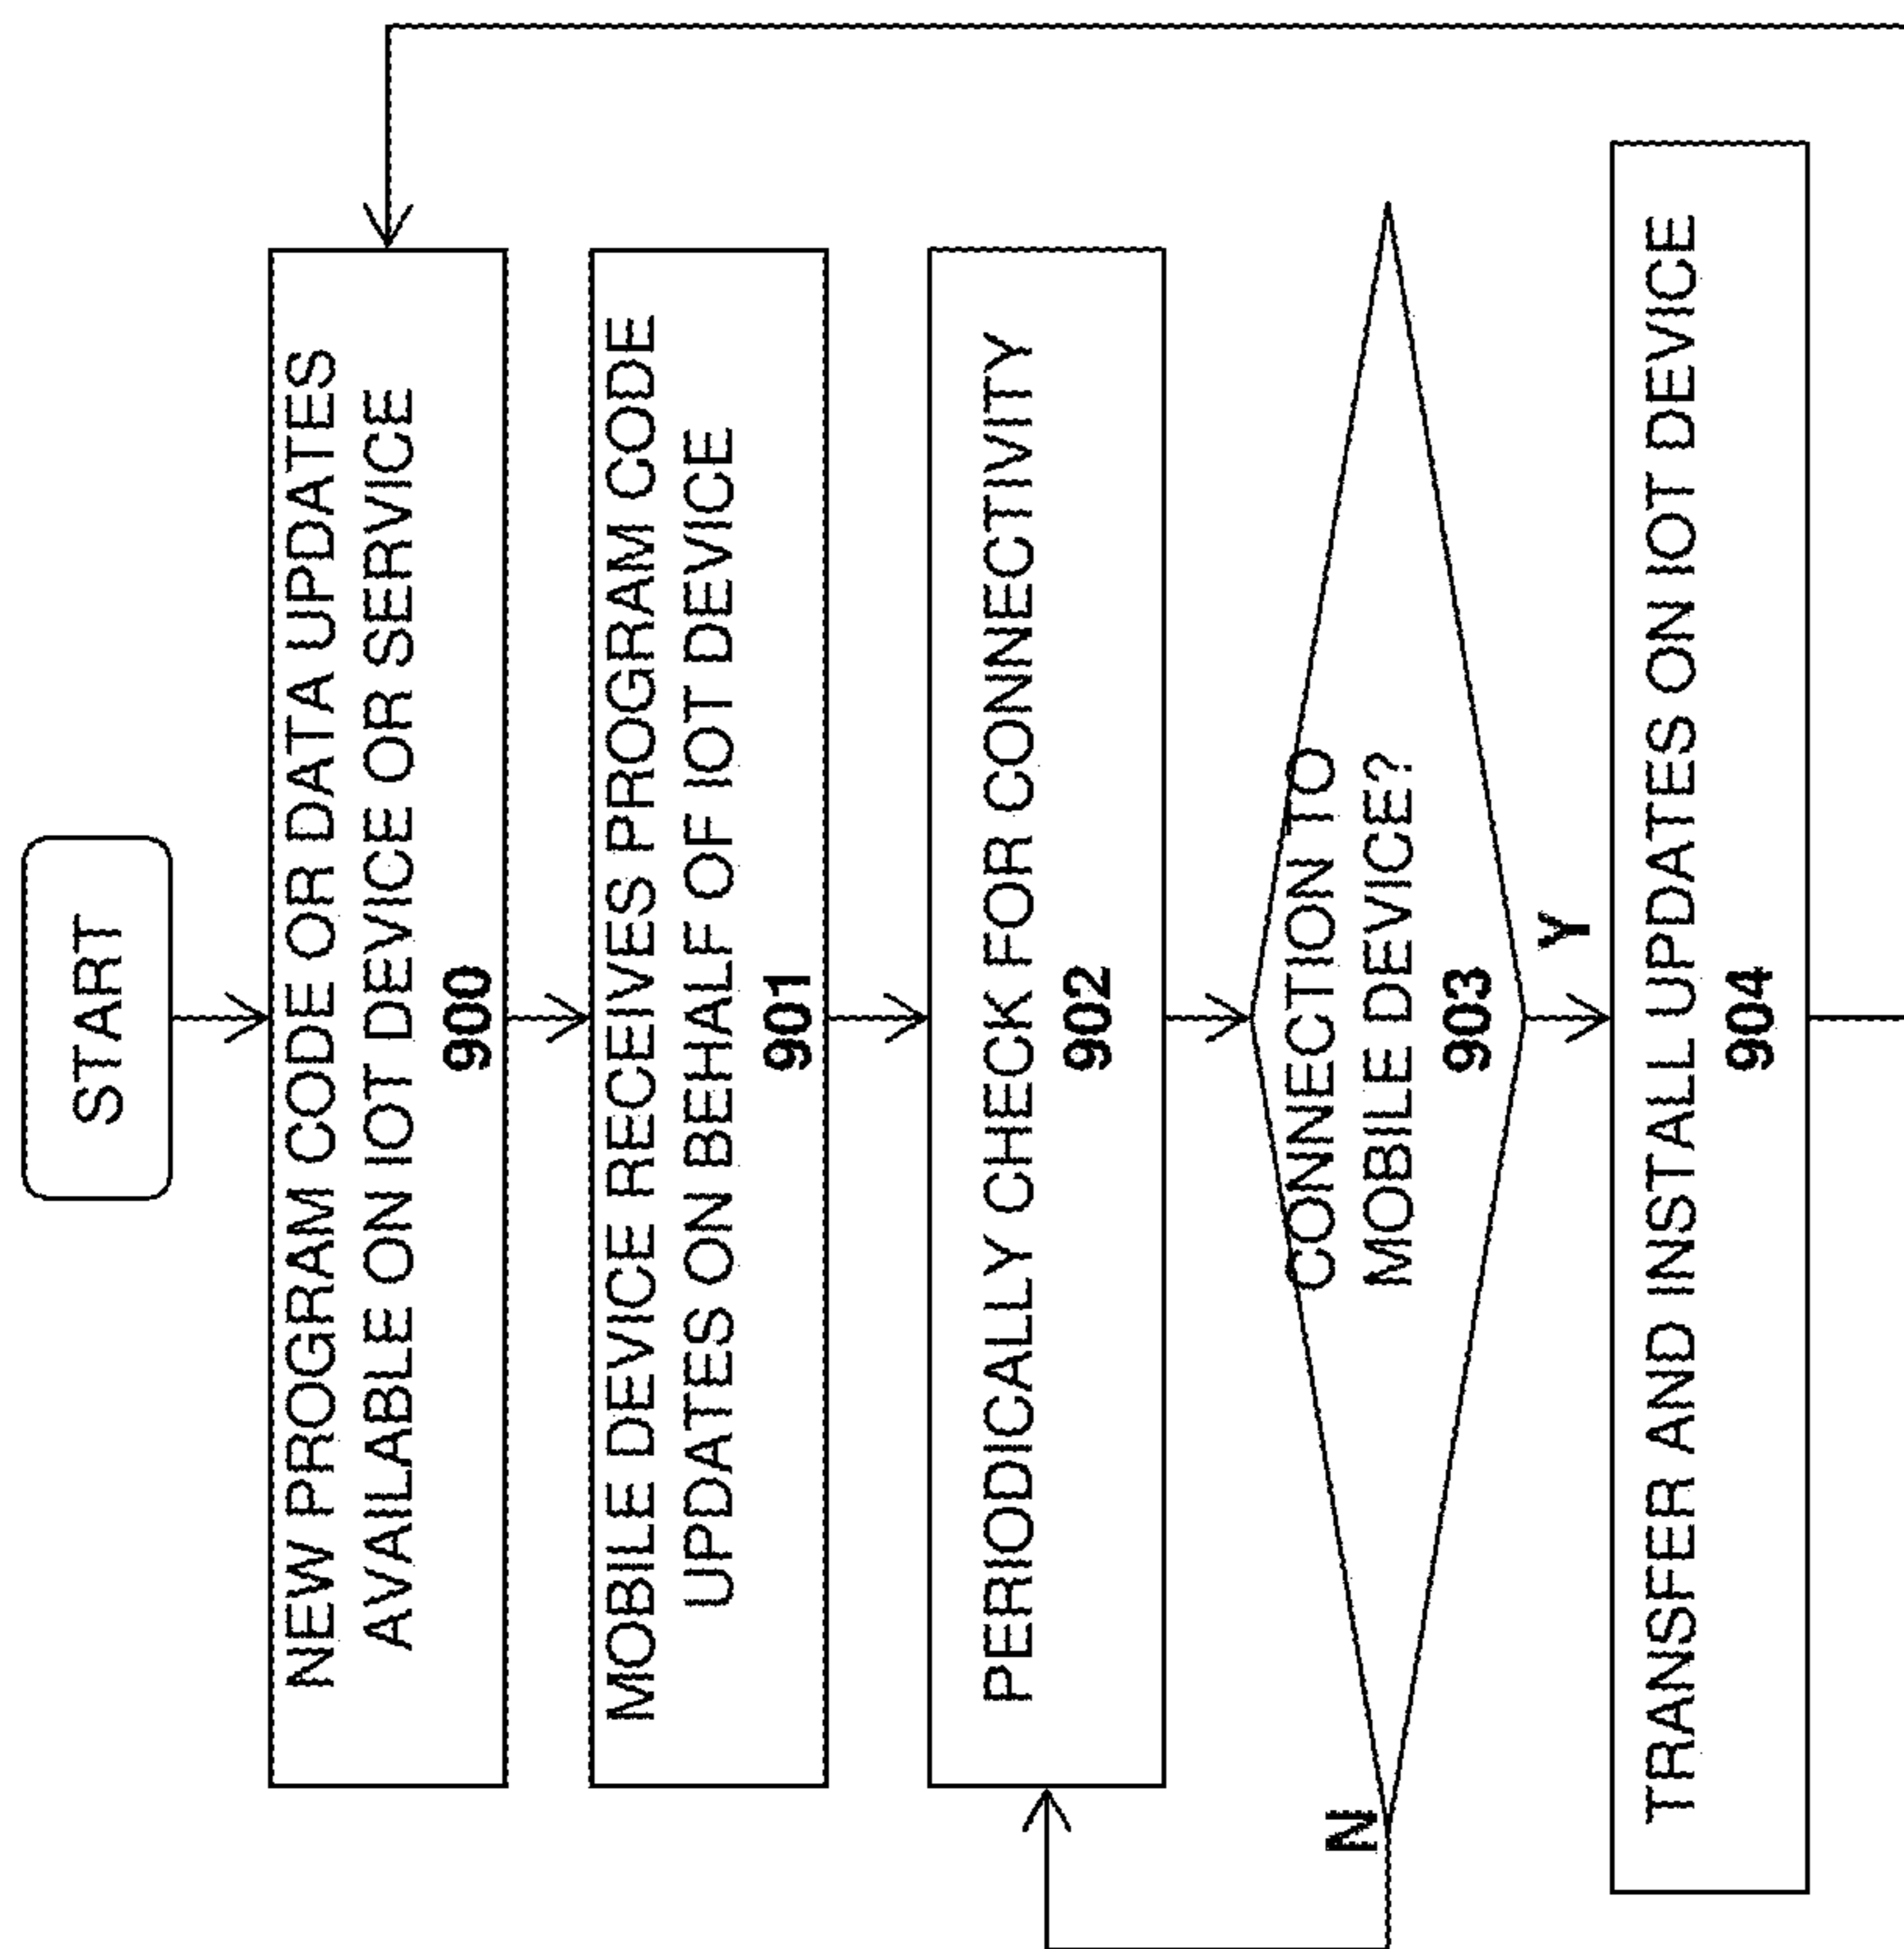 START
NEW PROGRAM CODE OR DATA UPDATES
AVAILABLE ON IOT DEVICE OR SERVICE
900
MOBILE DEVICE RECEIVES PROGRAM CODE
UPDATES ON BEHALF OF IOT DEVICE
901
PERIODICALLY CHECK FOR CONNECTIVITY
902
CONNECTION TO
MOBILE DEVICE?
903
N
Y
TRANSFER AND INSTALL UPDATES ON IOT DEVICE
904